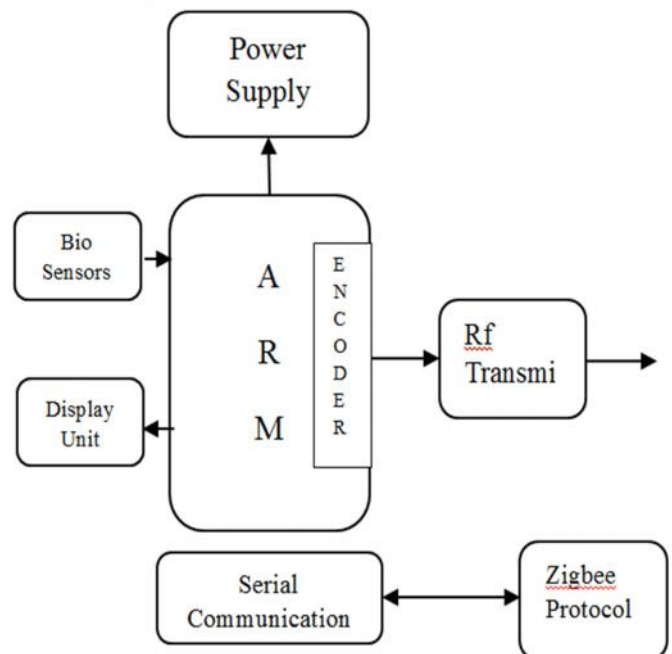 Power
Supply
Bio
Sensors
A
R
M
E
N
C
O
D
E
R
Rf
Transmi
Display
Unit
Serial
Communication
Zigbee
Protocol